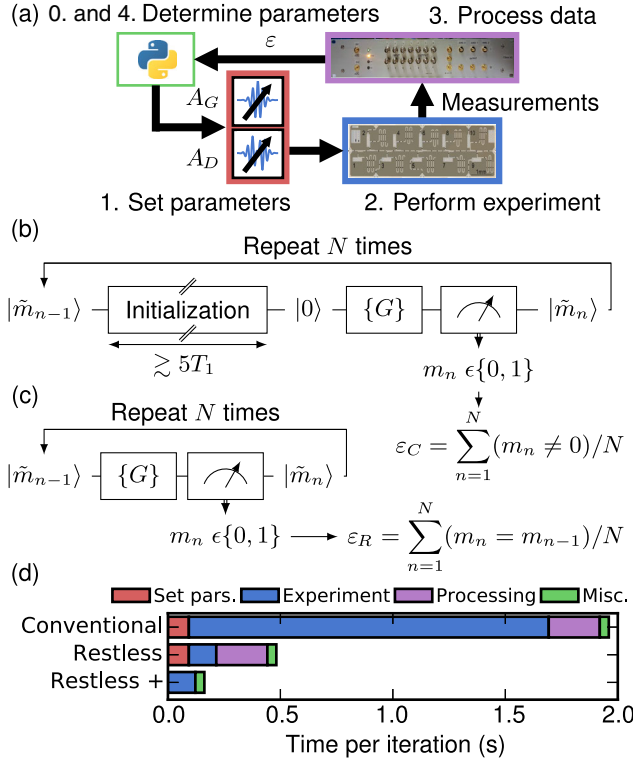 (a) 0. and 4. Determine parameters
3. Process data
ε
A_G
A_D
Measurements
1. Set parameters
2. Perform experiment
(b)
Repeat N times
|m̃_{n−1}⟩ Initialization |0⟩ {G} |m̃_n⟩
≳ 5T_1
m_n ϵ{0, 1}
ε_C = \sum_{n=1}^{N} (m_n ≠ 0)/N
(c)
Repeat N times
|m̃_{n−1}⟩ {G} |m̃_n⟩
m_n ϵ{0, 1} ε_R = \sum_{n=1}^{N} (m_n = m_{n−1})/N
(d)
Set pars. Experiment Processing Misc.
Conventional
Restless
Restless +
0.0 0.5 1.0 1.5 2.0
Time per iteration (s)